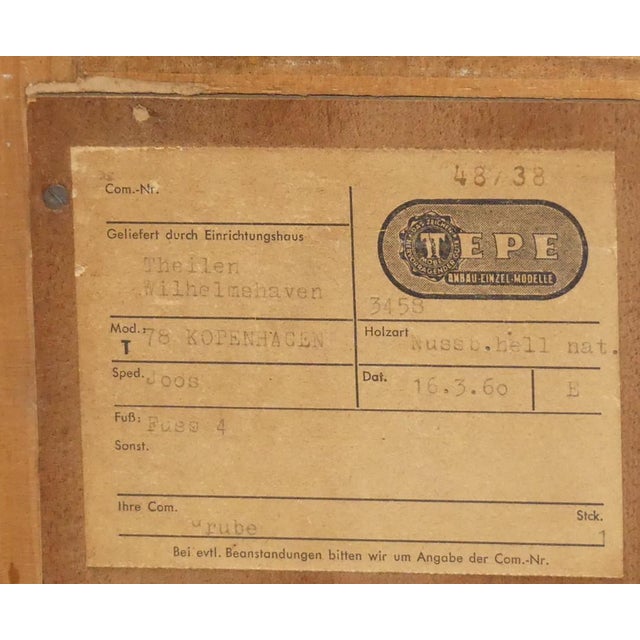 48/38
Com.-Nr.
Geliefert durch Einrichtungshaus
TEPE
ANBAU-EINZEL-MODELLE
Theilen
Wilhelmshaven
3458
Mod.: T 78 KOPENHAGEN
Holzart Nussb.hell nat.
Sped. Joos
Dat. 16.3.60 E
Fuß: Fuss 4
Sonst.
Ihre Com.
Stck.
rube 1
Bei evtl. Beanstandungen bitten wir um Angabe der Com.-Nr.